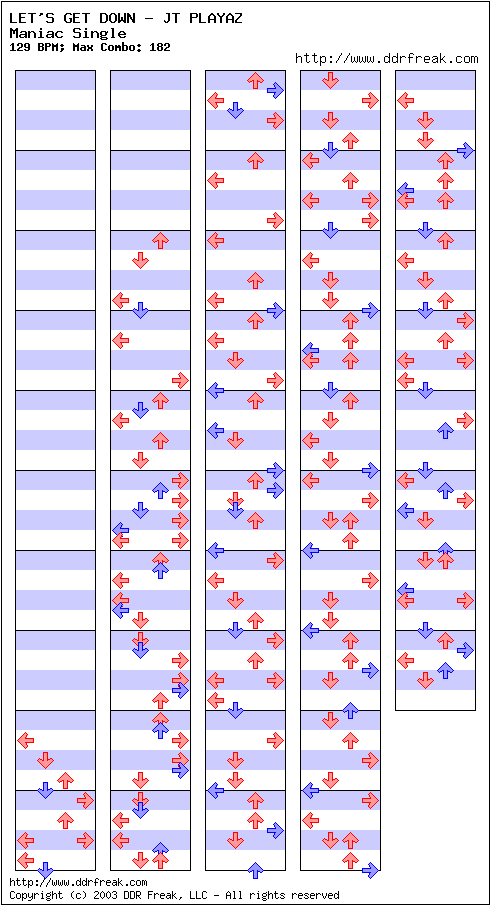 LET'S GET DOWN - JT PLAYAZ
Maniac Single
129 BPM; Max Combo: 182
http://www.ddrfreak.com
http://www.ddrfreak.com
Copyright (c) 2003 DDR Freak, LLC - All rights reserved